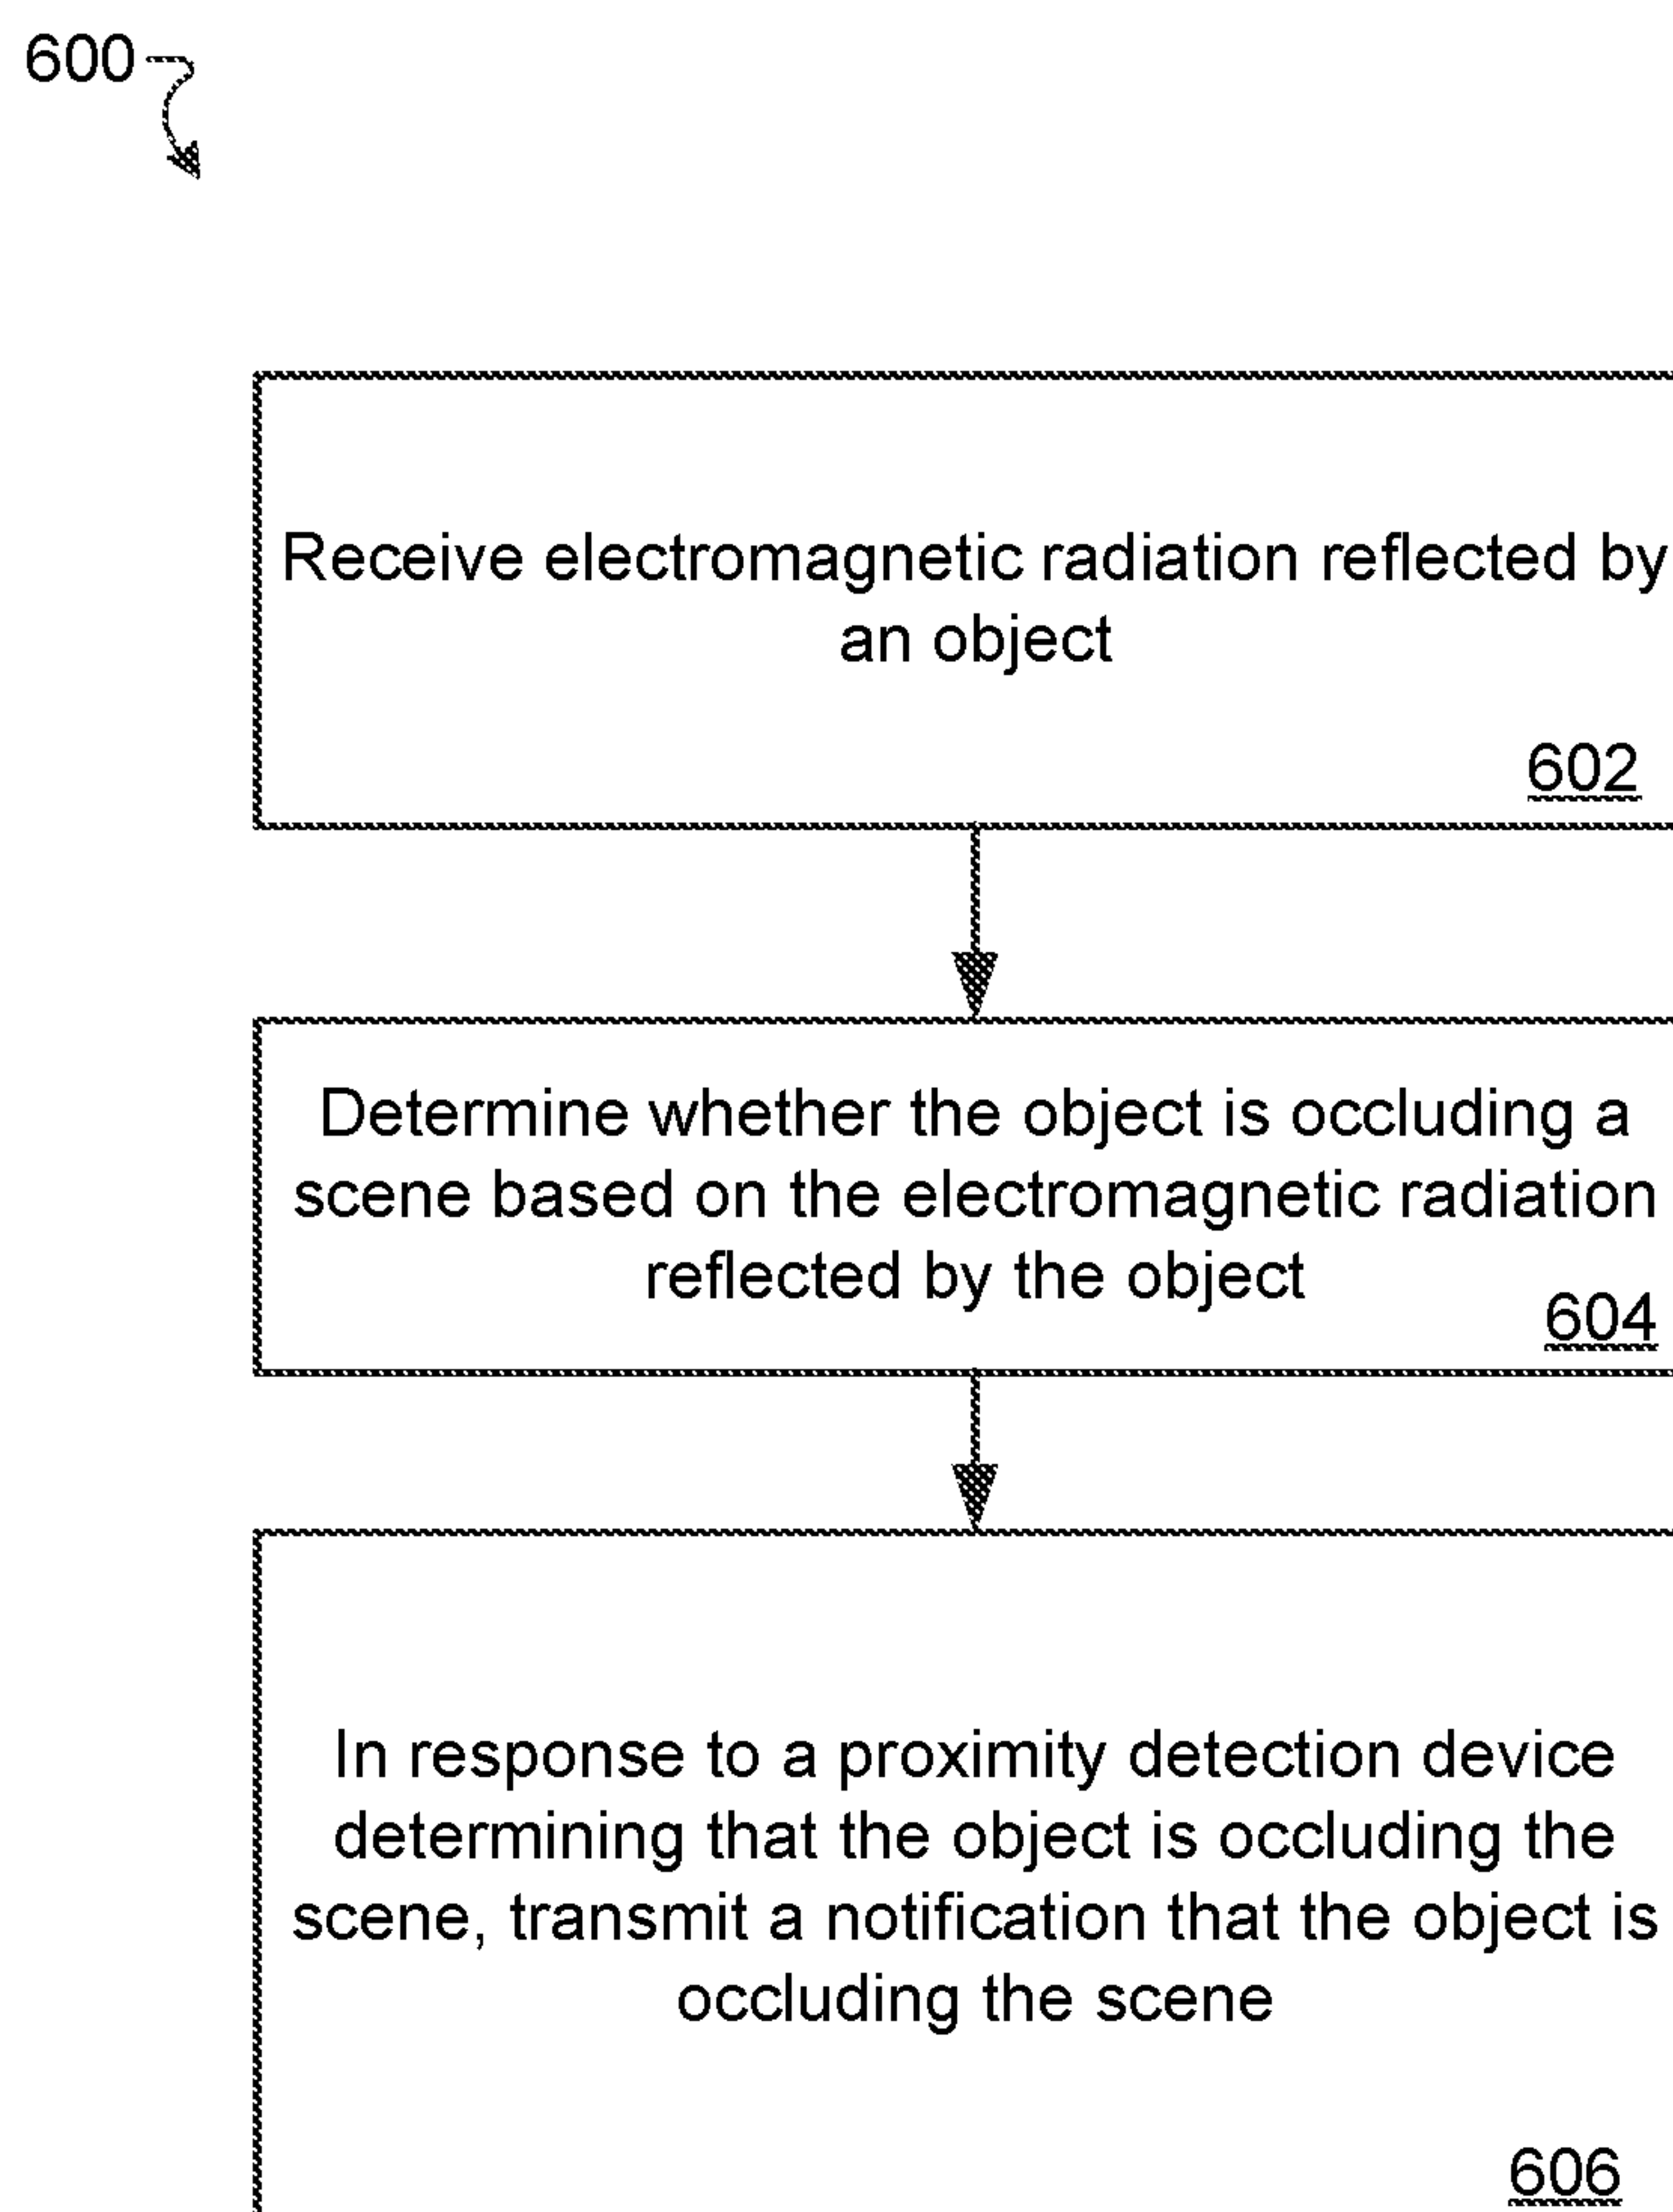 600
Receive electromagnetic radiation reflected by
an object
602
Determine whether the object is occluding a
scene based on the electromagnetic radiation
reflected by the object
604
In response to a proximity detection device
determining that the object is occluding the
scene, transmit a notification that the object is
occluding the scene
606